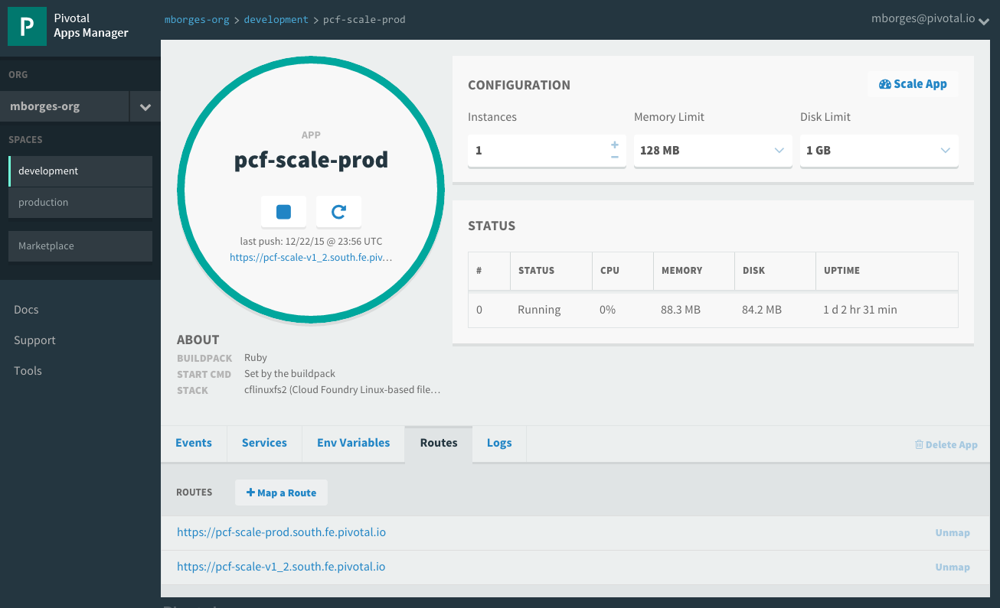 P
Pivotal
Apps Manager
mborges-org > development > pcf-scale-prod
mborges@pivotal.io
ORG
mborges-org
SPACES
development
production
Marketplace
Docs
Support
Tools
APP
pcf-scale-prod
last push: 12/22/15 @ 23:56 UTC
https://pcf-scale-v1_2.south.fe.piv…
ABOUT
BUILDPACK Ruby
START CMD Set by the buildpack
STACK cflinuxfs2 (Cloud Foundry Linux-based file…
CONFIGURATION
Scale App
Instances Memory Limit Disk Limit
1 + − 128 MB 1 GB
STATUS
# STATUS CPU MEMORY DISK UPTIME
0 Running 0% 88.3 MB 84.2 MB 1 d 2 hr 31 min
Events Services Env Variables Routes Logs Delete App
ROUTES + Map a Route
https://pcf-scale-prod.south.fe.pivotal.io Unmap
https://pcf-scale-v1_2.south.fe.pivotal.io Unmap